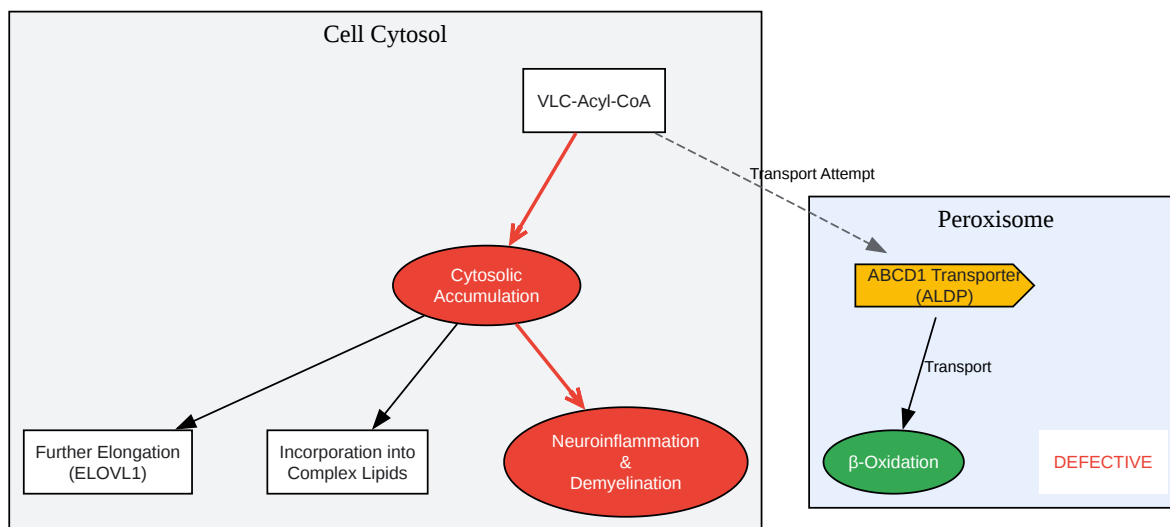 Cell Cytosol
VLC-Acyl-CoA
Transport Attempt
Peroxisome
ABCD1 Transporter
(ALDP)
Cytosolic
Accumulation
Transport
Further Elongation
(ELOVL1)
Incorporation into
Complex Lipids
Neuroinflammation
&
Demyelination
β-Oxidation
DEFECTIVE